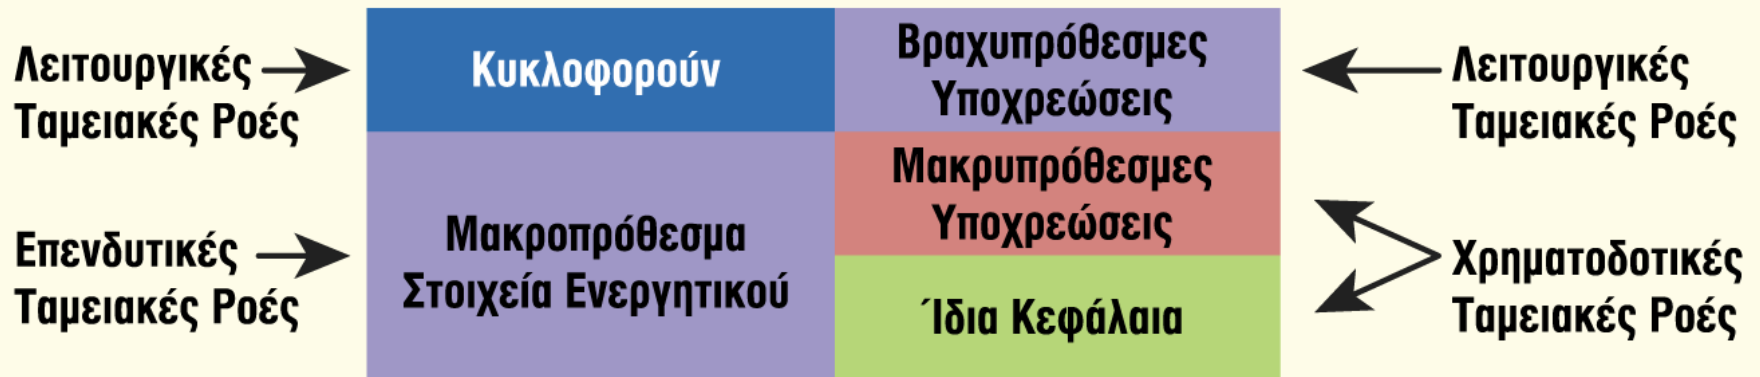 Λειτουργικές
Ταμειακές Ροές
Κυκλοφορούν
Βραχυπρόθεσμες
Υποχρεώσεις
Λειτουργικές
Ταμειακές Ροές
Επενδυτικές
Ταμειακές Ροές
Μακροπρόθεσμα
Στοιχεία Ενεργητικού
Μακρυπρόθεσμες
Υποχρεώσεις
Ίδια Κεφάλαια
Χρηματοδοτικές
Ταμειακές Ροές